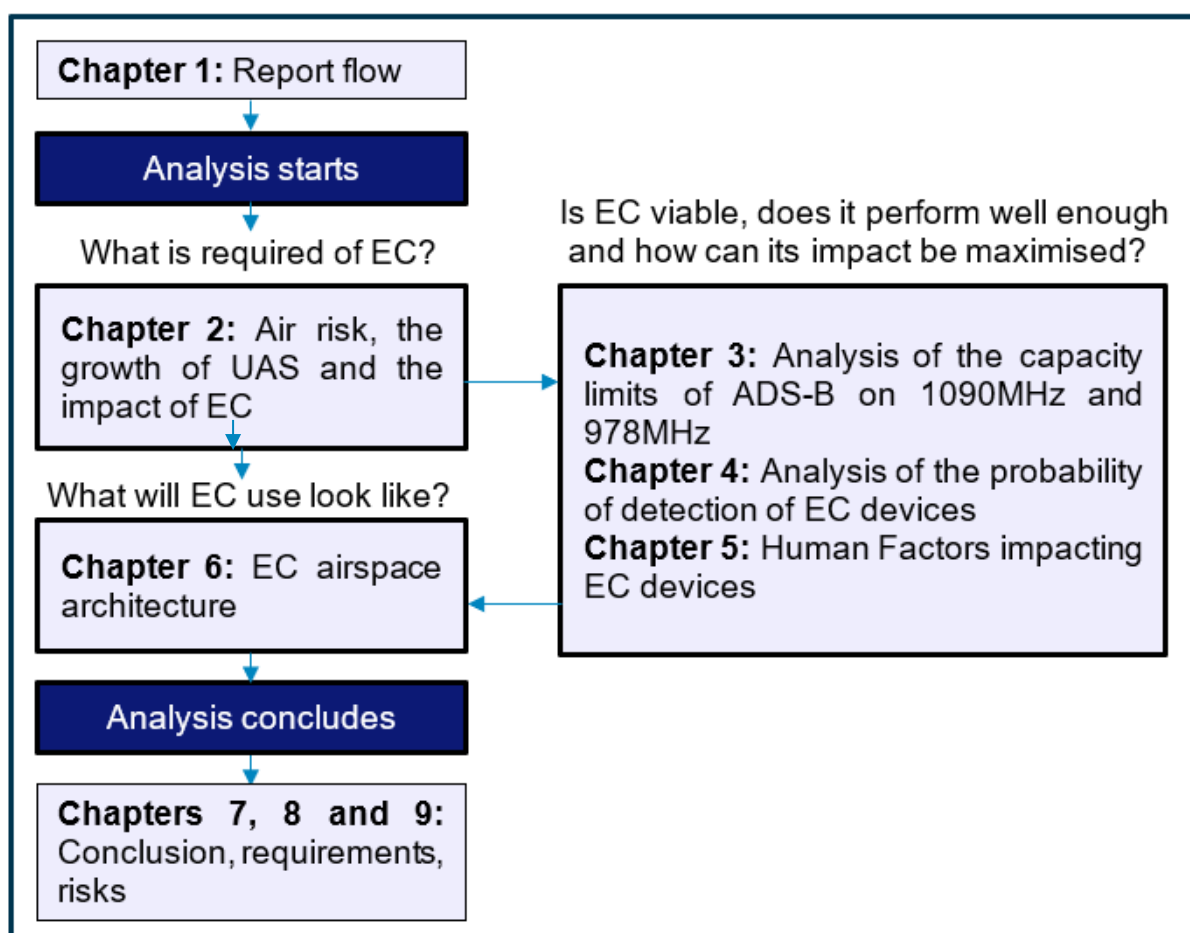 Chapter 1: Report flow
Analysis starts
What is required of EC?
Chapter 2: Air risk, the
growth of UAS and the
impact of EC
Is EC viable, does it perform well enough
and how can its impact be maximised?
Chapter 3: Analysis of the capacity
limits of ADS-B on 1090MHz and
978MHz
Chapter 4: Analysis of the probability
of detection of EC devices
Chapter 5: Human Factors impacting
EC devices
What will EC use look like?
Chapter 6: EC airspace
architecture
Analysis concludes
Chapters 7, 8 and 9:
Conclusion, requirements,
risks